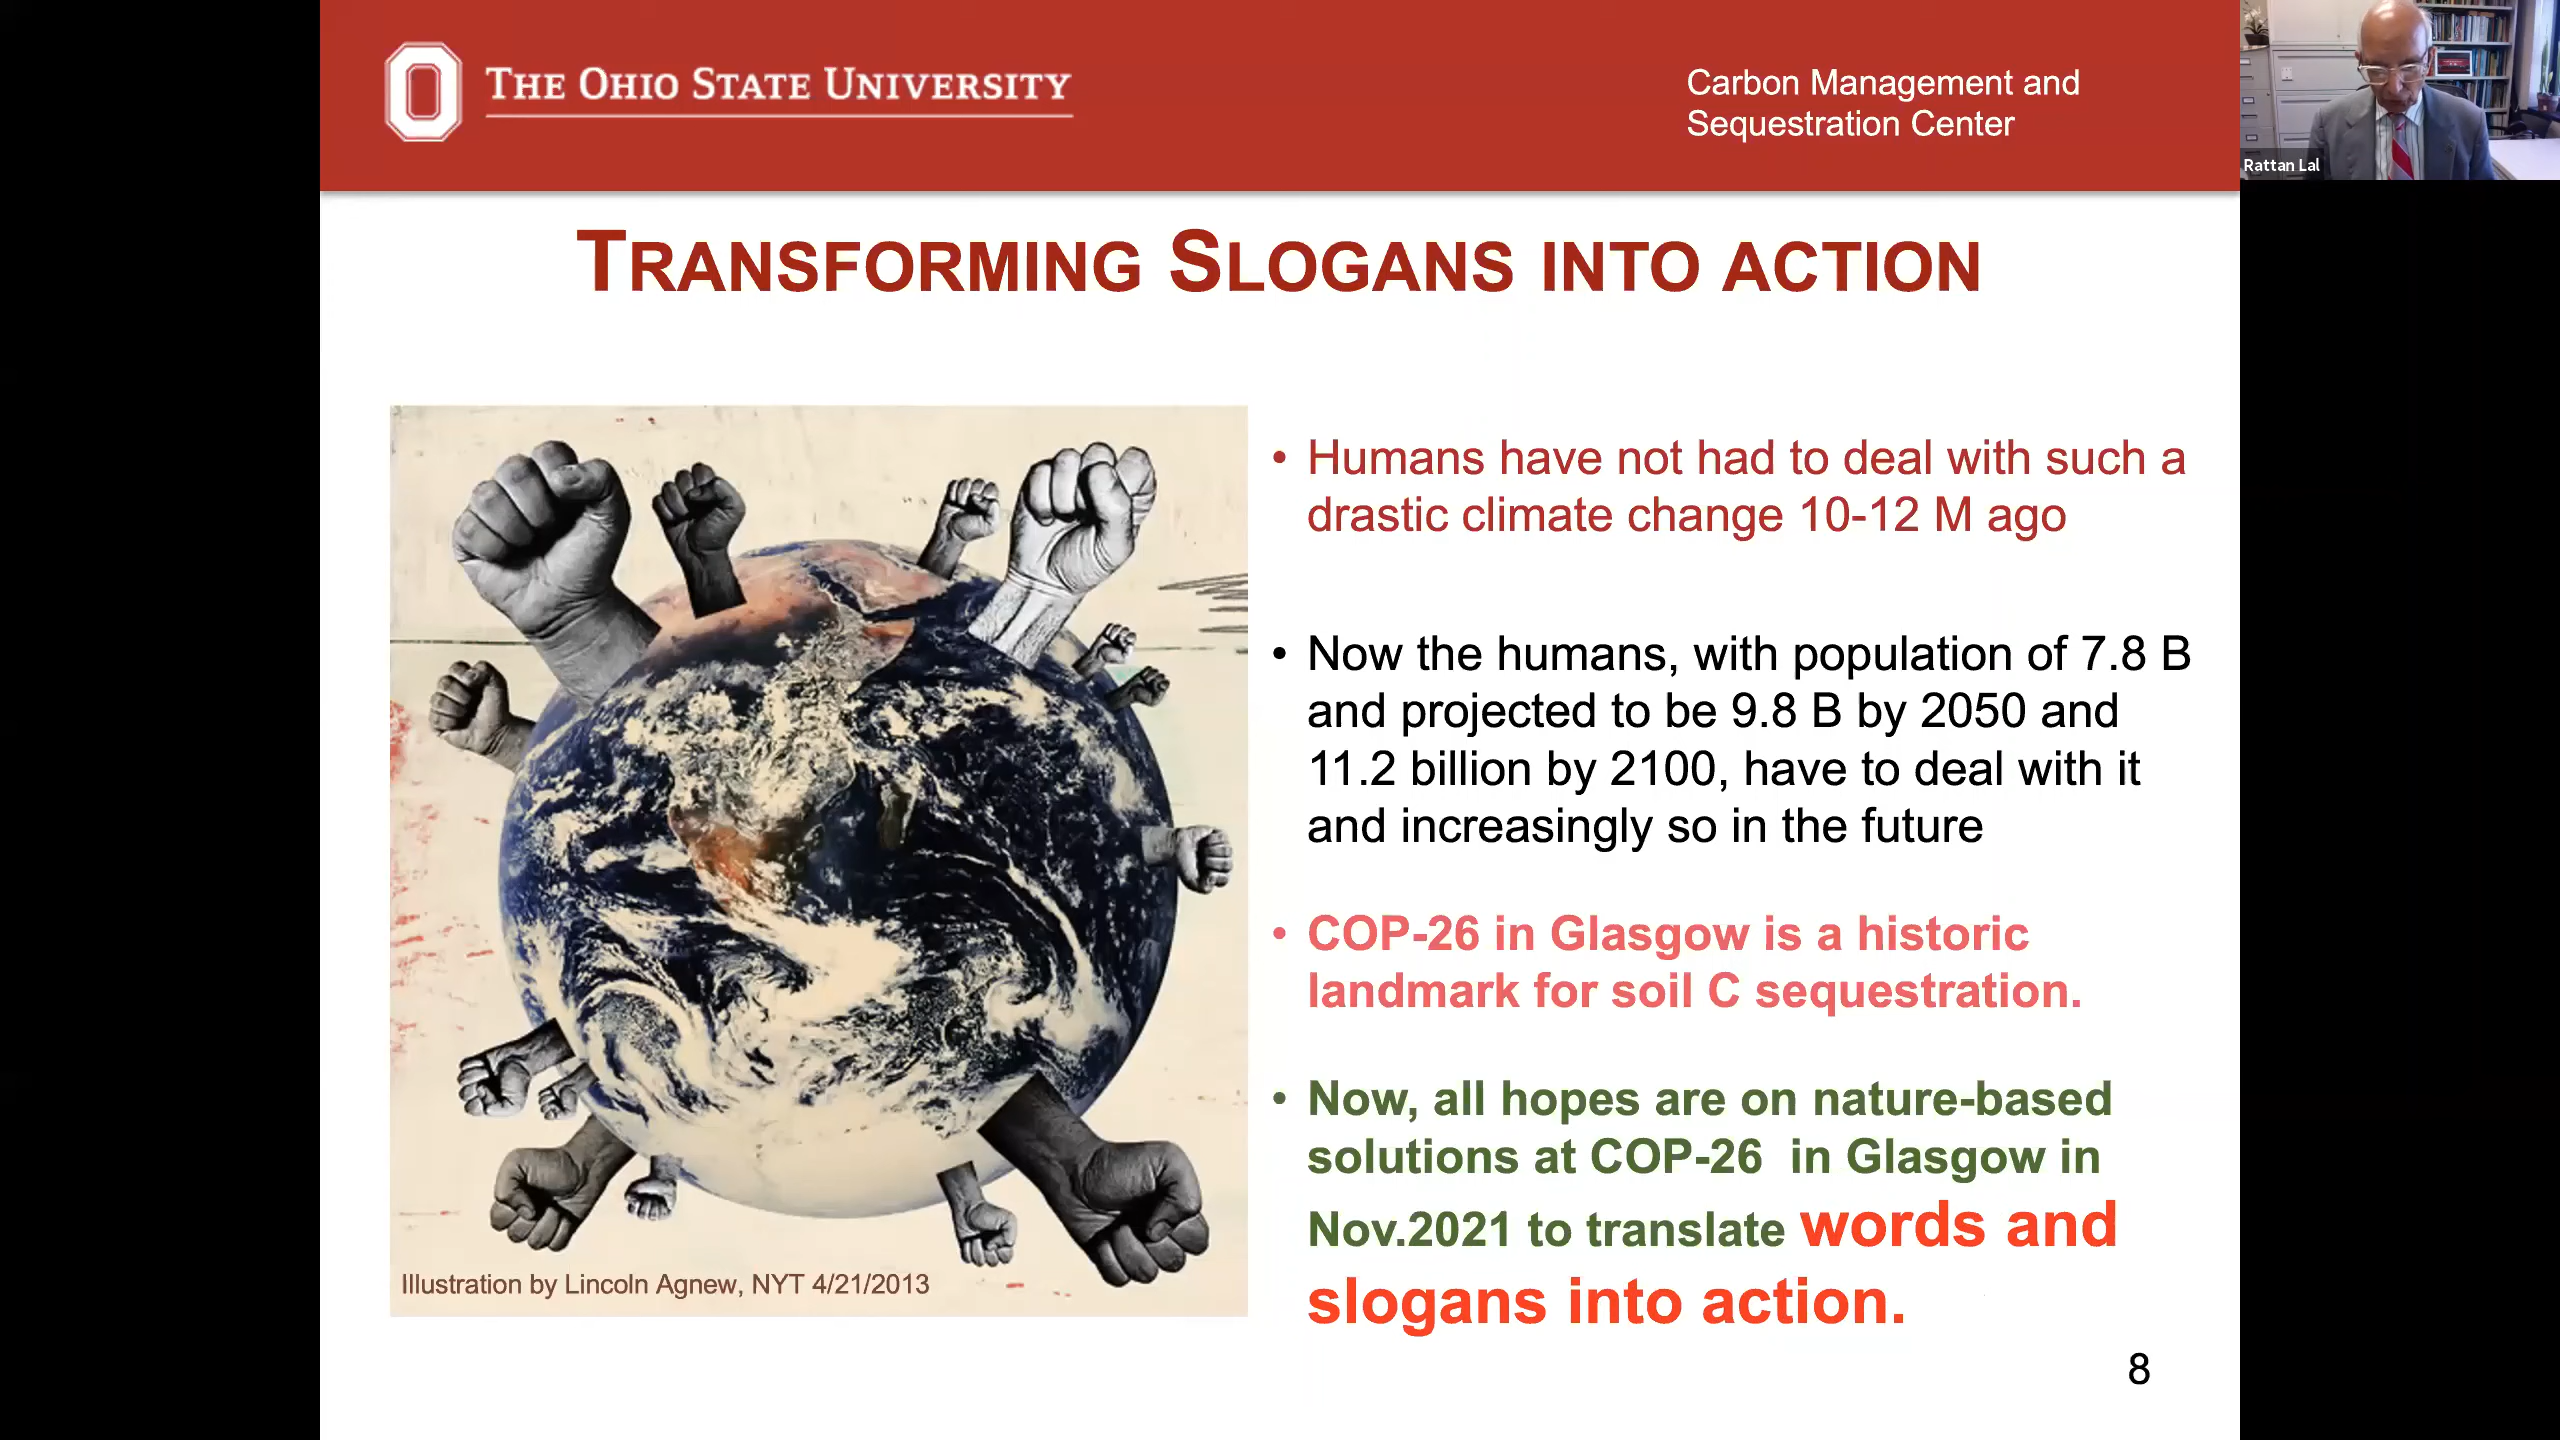 THE OHIO STATE UNIVERSITY
Carbon Management and
Sequestration Center
Rattan Lal
TRANSFORMING SLOGANS INTO ACTION
• Humans have not had to deal with such a
drastic climate change 10-12 M ago
• Now the humans, with population of 7.8 B
and projected to be 9.8 B by 2050 and
11.2 billion by 2100, have to deal with it
and increasingly so in the future
• COP-26 in Glasgow is a historic
landmark for soil C sequestration.
• Now, all hopes are on nature-based
solutions at COP-26  in Glasgow in
Nov.2021 to translate words and
slogans into action.
Illustration by Lincoln Agnew, NYT 4/21/2013
8